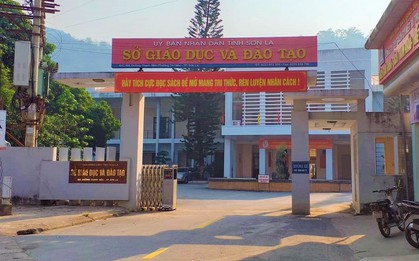 ỦY BAN NHÂN DÂN TỈNH SƠN LA
SỞ GIÁO DỤC VÀ ĐÀO TẠO
HÃY TÍCH CỰC ĐỌC SÁCH ĐỂ MỞ MANG TRI THỨC, RÈN LUYỆN NHÂN CÁCH !
SỞ GIÁO DỤC VÀ ĐÀO TẠO